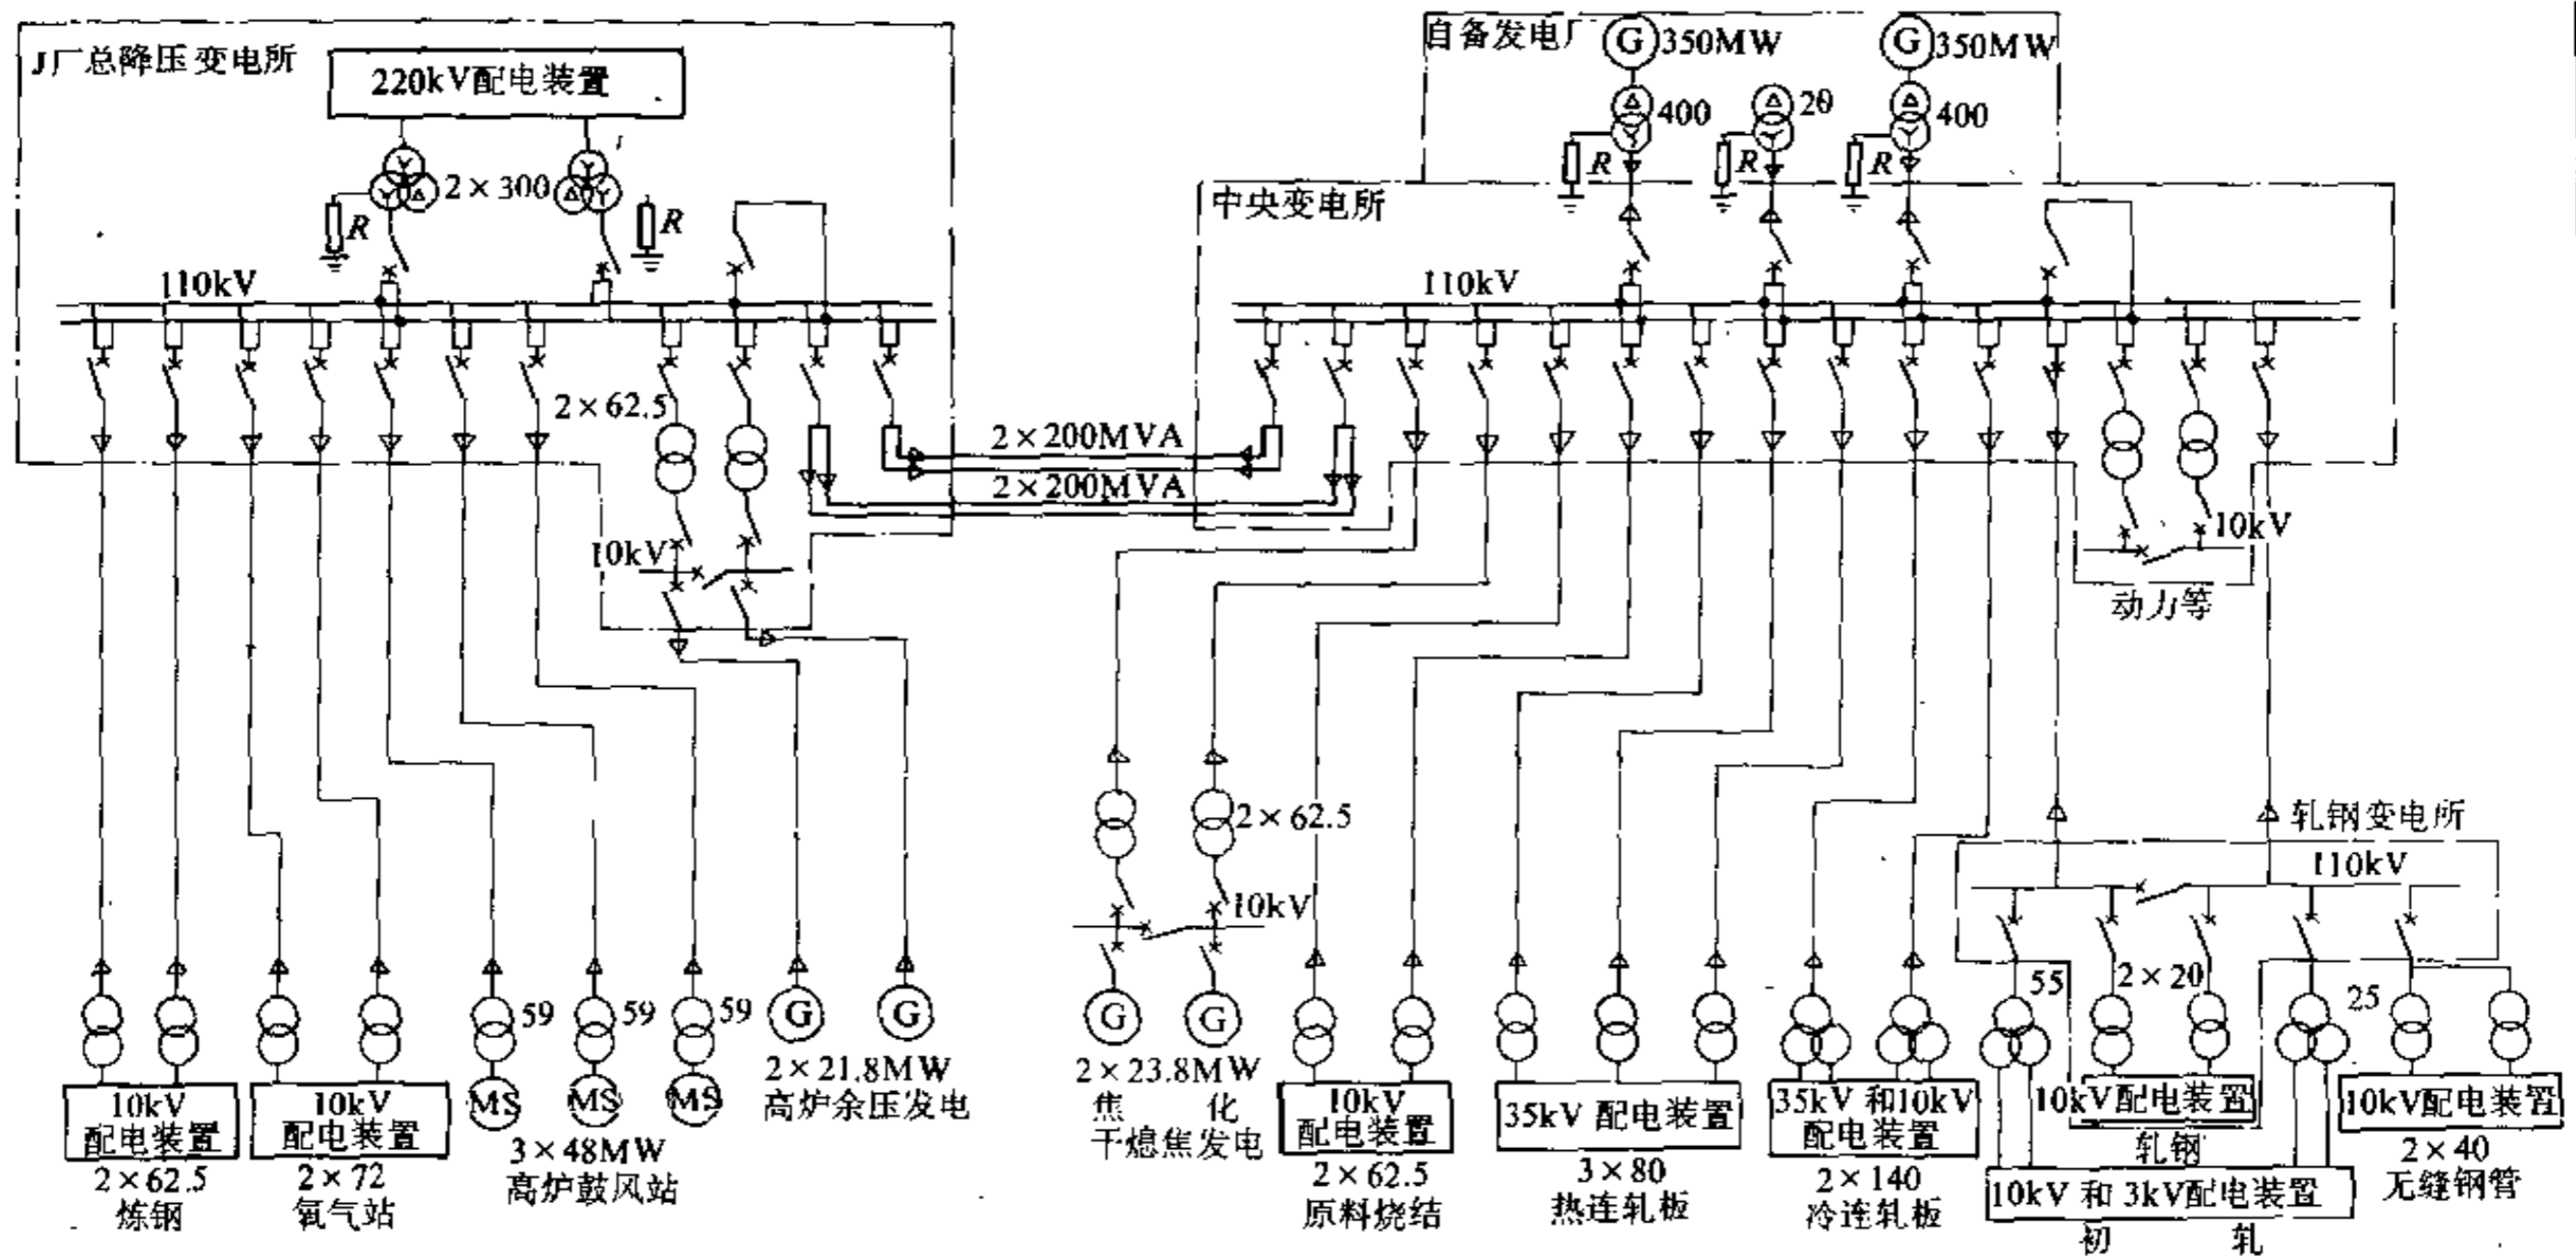 J厂总降压变电所
220kV配电装置
2×300
R
R
110kV
2×62.5
10kV
自备发电厂
G
350MW
G
350MW
400
20
400
R
R
R
中央变电所
110kV
2×200MVA
2×200MVA
10kV
动力等
2×62.5
10kV
轧钢变电所
110kV
59
59
59
G
G
G
G
55
2×20
25
MS
MS
MS
10kV
配电装置
2×62.5
炼钢
10kV
配电装置
2×72
氧气站
3×48MW
高炉鼓风站
2×21.8MW
高炉余压发电
2×23.8MW
焦 化
干熄焦发电
10kV
配电装置
2×62.5
原料烧结
35kV 配电装置
3×80
热连轧板
35kV 和10kV
配电装置
2×140
冷连轧板
10kV配电装置
轧钢
10kV 和 3kV配电装置
初 轧
10kV配电装置
2×40
无缝钢管